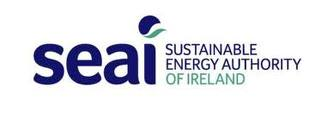 seai
SUSTAINABLE
ENERGY AUTHORITY
OF IRELAND